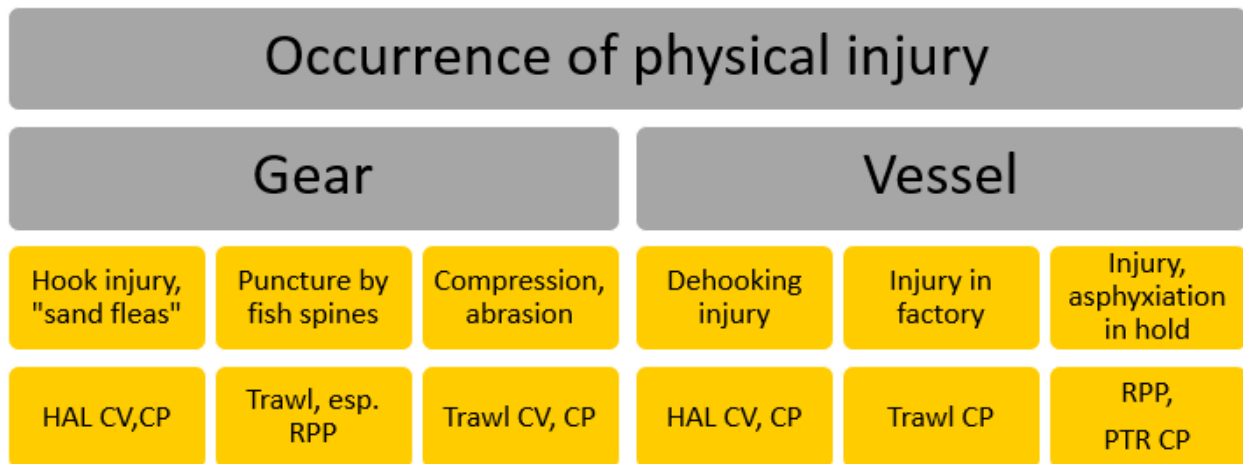 Occurrence of physical injury
Gear
Vessel
Hook injury,
"sand fleas"
Puncture by
fish spines
Compression,
abrasion
Dehooking
injury
Injury in
factory
Injury,
asphyxiation
in hold
HAL CV,CP
Trawl, esp.
RPP
Trawl CV, CP
HAL CV, CP
Trawl CP
RPP,
PTR CP